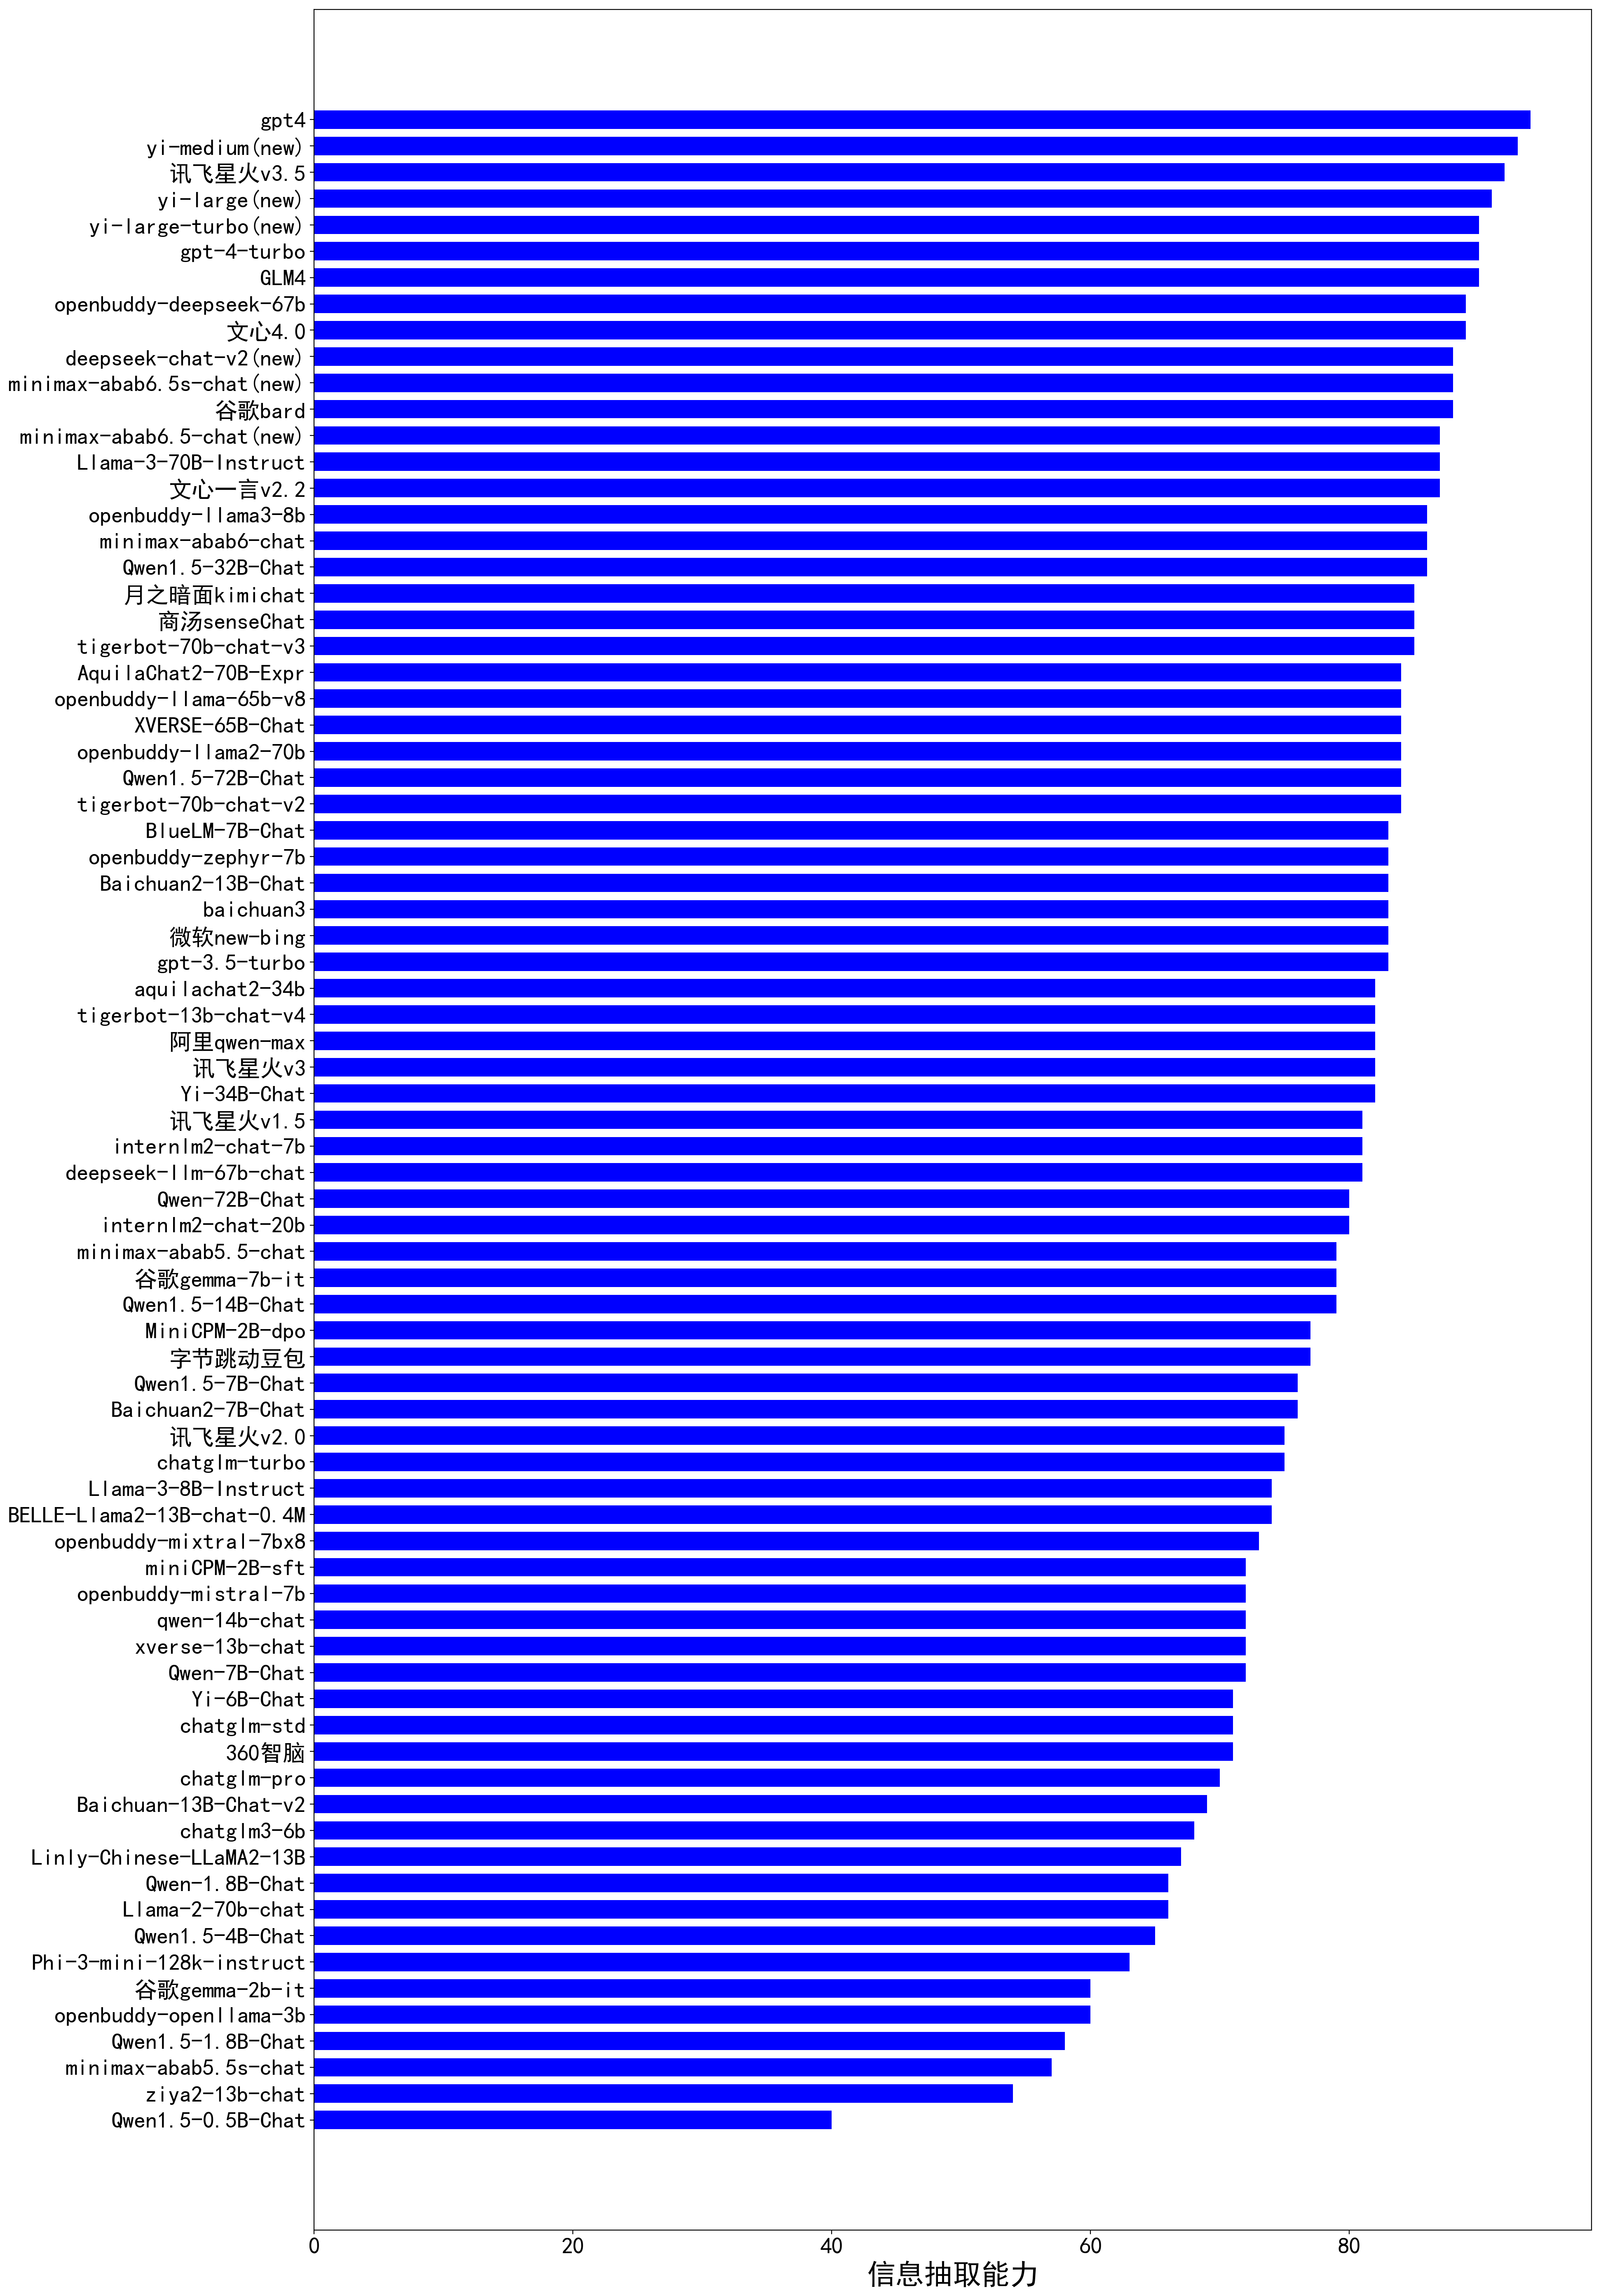 gpt4
yi-medium(new)
讯飞星火v3.5
yi-large(new)
yi-large-turbo(new)
gpt-4-turbo
GLM4
openbuddy-deepseek-67b
文心4.0
deepseek-chat-v2(new)
minimax-abab6.5s-chat(new)
谷歌bard
minimax-abab6.5-chat(new)
Llama-3-70B-Instruct
文心一言v2.2
openbuddy-llama3-8b
minimax-abab6-chat
Qwen1.5-32B-Chat
月之暗面kimichat
商汤senseChat
tigerbot-70b-chat-v3
AquilaChat2-70B-Expr
openbuddy-llama-65b-v8
XVERSE-65B-Chat
openbuddy-llama2-70b
Qwen1.5-72B-Chat
tigerbot-70b-chat-v2
BlueLM-7B-Chat
openbuddy-zephyr-7b
Baichuan2-13B-Chat
baichuan3
微软new-bing
gpt-3.5-turbo
aquilachat2-34b
tigerbot-13b-chat-v4
阿里qwen-max
讯飞星火v3
Yi-34B-Chat
讯飞星火v1.5
internlm2-chat-7b
deepseek-llm-67b-chat
Qwen-72B-Chat
internlm2-chat-20b
minimax-abab5.5-chat
谷歌gemma-7b-it
Qwen1.5-14B-Chat
MiniCPM-2B-dpo
字节跳动豆包
Qwen1.5-7B-Chat
Baichuan2-7B-Chat
讯飞星火v2.0
chatglm-turbo
Llama-3-8B-Instruct
BELLE-Llama2-13B-chat-0.4M
openbuddy-mixtral-7bx8
miniCPM-2B-sft
openbuddy-mistral-7b
qwen-14b-chat
xverse-13b-chat
Qwen-7B-Chat
Yi-6B-Chat
chatglm-std
360智脑
chatglm-pro
Baichuan-13B-Chat-v2
chatglm3-6b
Linly-Chinese-LLaMA2-13B
Qwen-1.8B-Chat
Llama-2-70b-chat
Qwen1.5-4B-Chat
Phi-3-mini-128k-instruct
谷歌gemma-2b-it
openbuddy-openllama-3b
Qwen1.5-1.8B-Chat
minimax-abab5.5s-chat
ziya2-13b-chat
Qwen1.5-0.5B-Chat
0 20 40 60 80
信息抽取能力